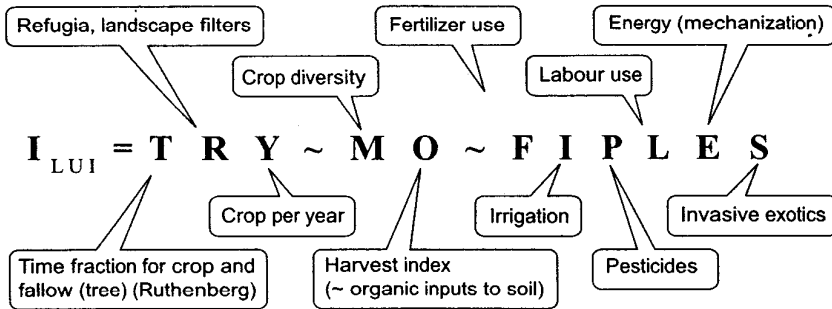 Refugia, landscape filters
Fertilizer use
Energy (mechanization)
Crop diversity
Labour use
I LUI = T R Y ~ M O ~ F I P L E S
Crop per year
Irrigation
Invasive exotics
Time fraction for crop and
fallow (tree) (Ruthenberg)
Harvest index
(~ organic inputs to soil)
Pesticides